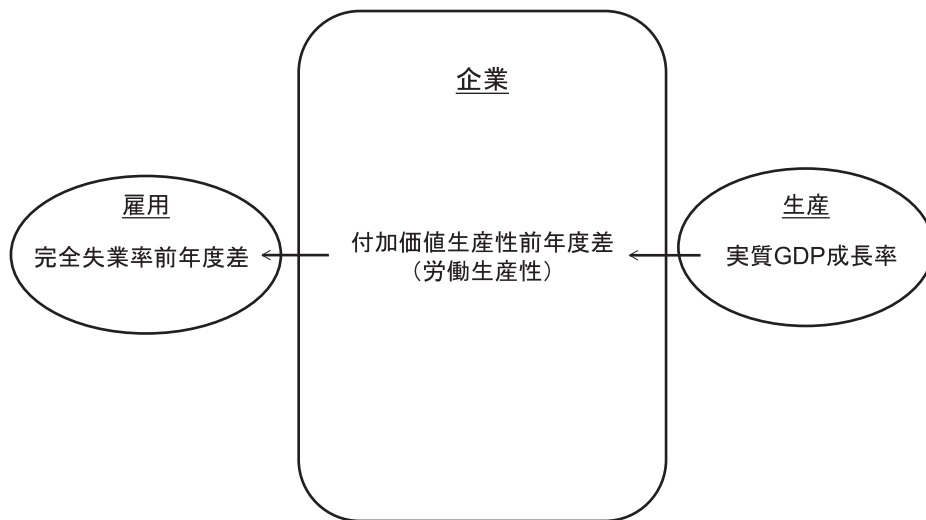 企業
雇用
完全失業率前年度差
付加価値生産性前年度差
（労働生産性）
生産
実質GDP成長率